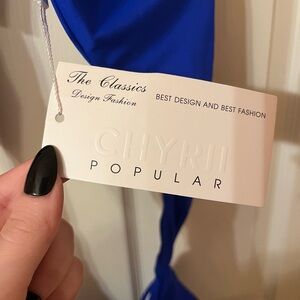 The Classics
Design Fashion
BEST DESIGN AND BEST FASHION
CHYRII
POPULAR